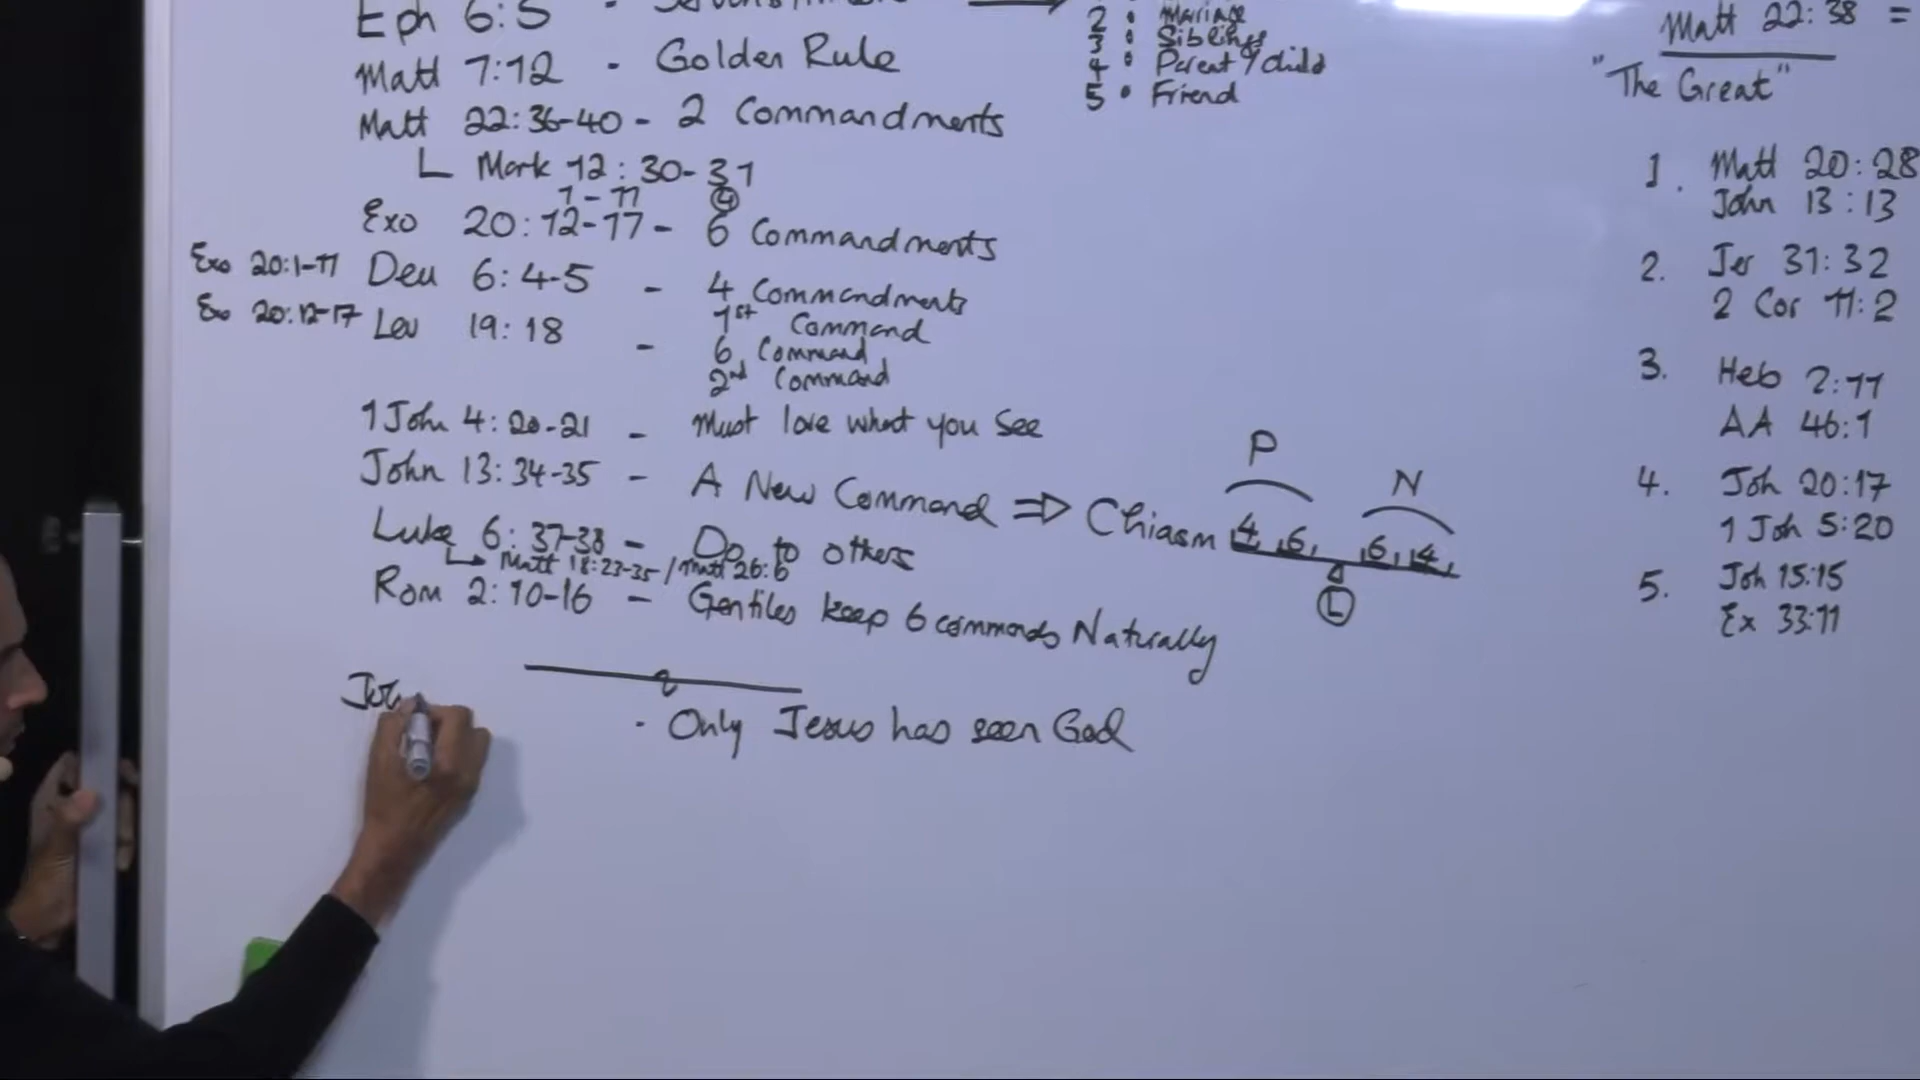 Eph 6:5 -
2 • Marriage
3 • Siblings
4 • Parent/child
5 • Friend
Matt 7:12 - Golden Rule
Matt 22:36-40 - 2 Commandments
L Mark 12:30-31
1-11 4
Exo 20:12-17 - 6 Commandments
Exo 20:1-11 Deu 6:4-5 - 4 Commandments
1st Command
Ex 20:12-17 Lev 19:18 - 6 Command
2nd Command
1 John 4:20-21 - Must love what you see
John 13:34-35 - A New Command ⇒ Chiasm 4, 6, 6, 4,
P
N
L
Luke 6:37-38 - Do to others
↳ Matt 18:23-35 / Matt 26:6
Rom 2:10-16 - Gentiles keep 6 commands Naturally
Joh - Only Jesus has seen God
Matt 22:38 =
"The Great"
1. Matt 20:28
John 13:13
2. Jer 31:32
2 Cor 11:2
3. Heb 2:11
AA 46:1
4. Joh 20:17
1 Joh 5:20
5. Joh 15:15
Ex 33:11